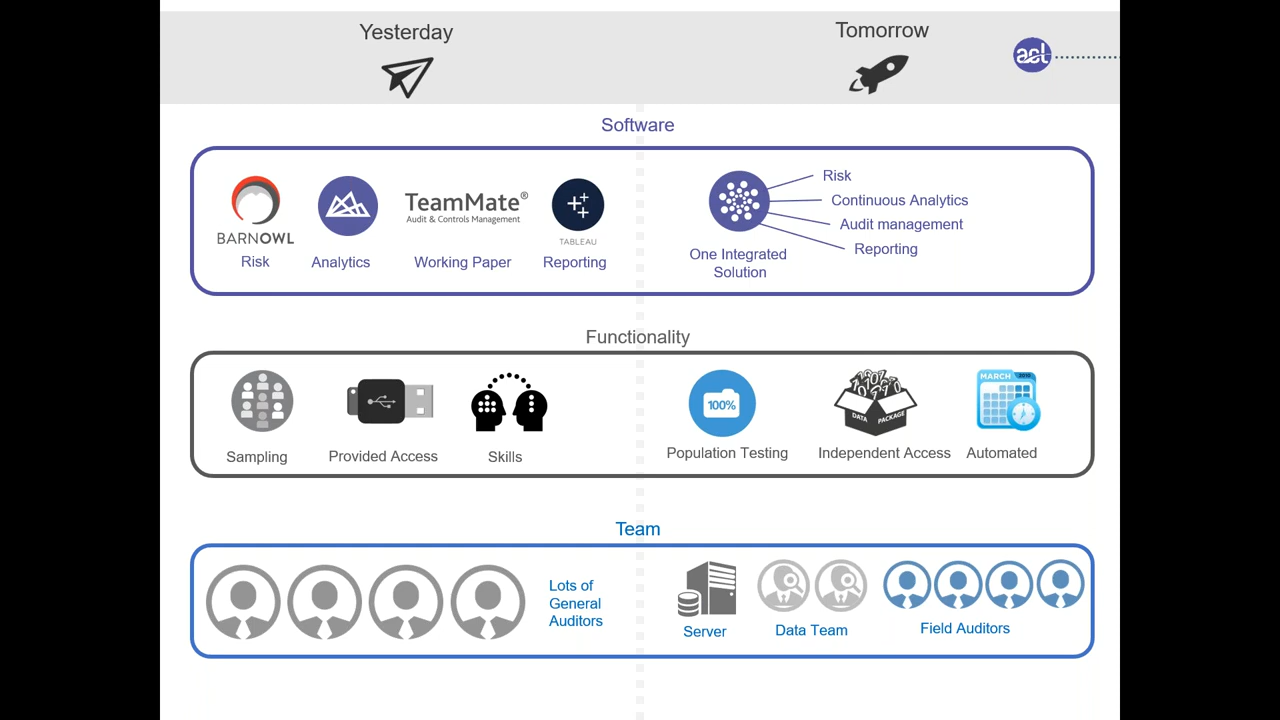 Yesterday
Tomorrow
acl
Software
BARNOWL
Risk
Analytics
TeamMate®
Audit & Controls Management
Working Paper
TABLEAU
Reporting
One Integrated
Solution
Risk
Continuous Analytics
Audit management
Reporting
Functionality
Sampling
Provided Access
Skills
100%
Population Testing
DATA PACKAGE
Independent Access
MARCH 2019
Automated
Team
Lots of
General
Auditors
Server
Data Team
Field Auditors